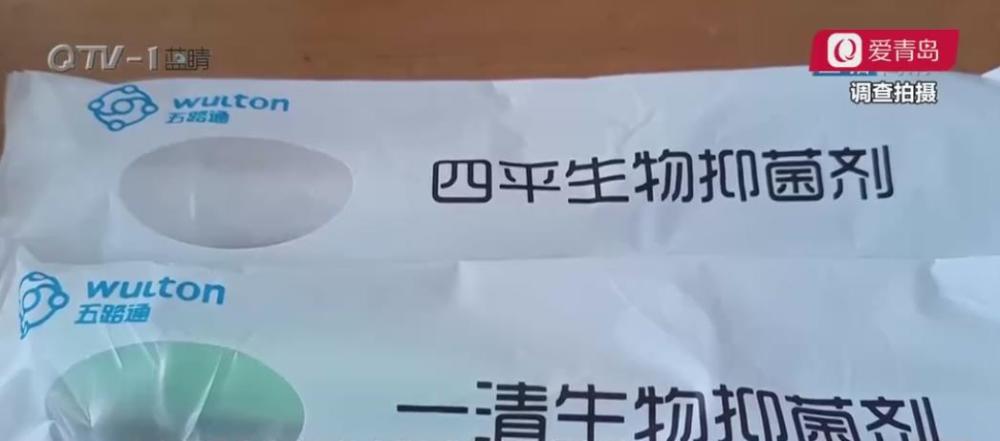 QTV-1 蓝睛
爱青岛
调查拍摄
wulton
五路通
四平生物抑菌剂
wulton
五路通
一清生物抑菌剂